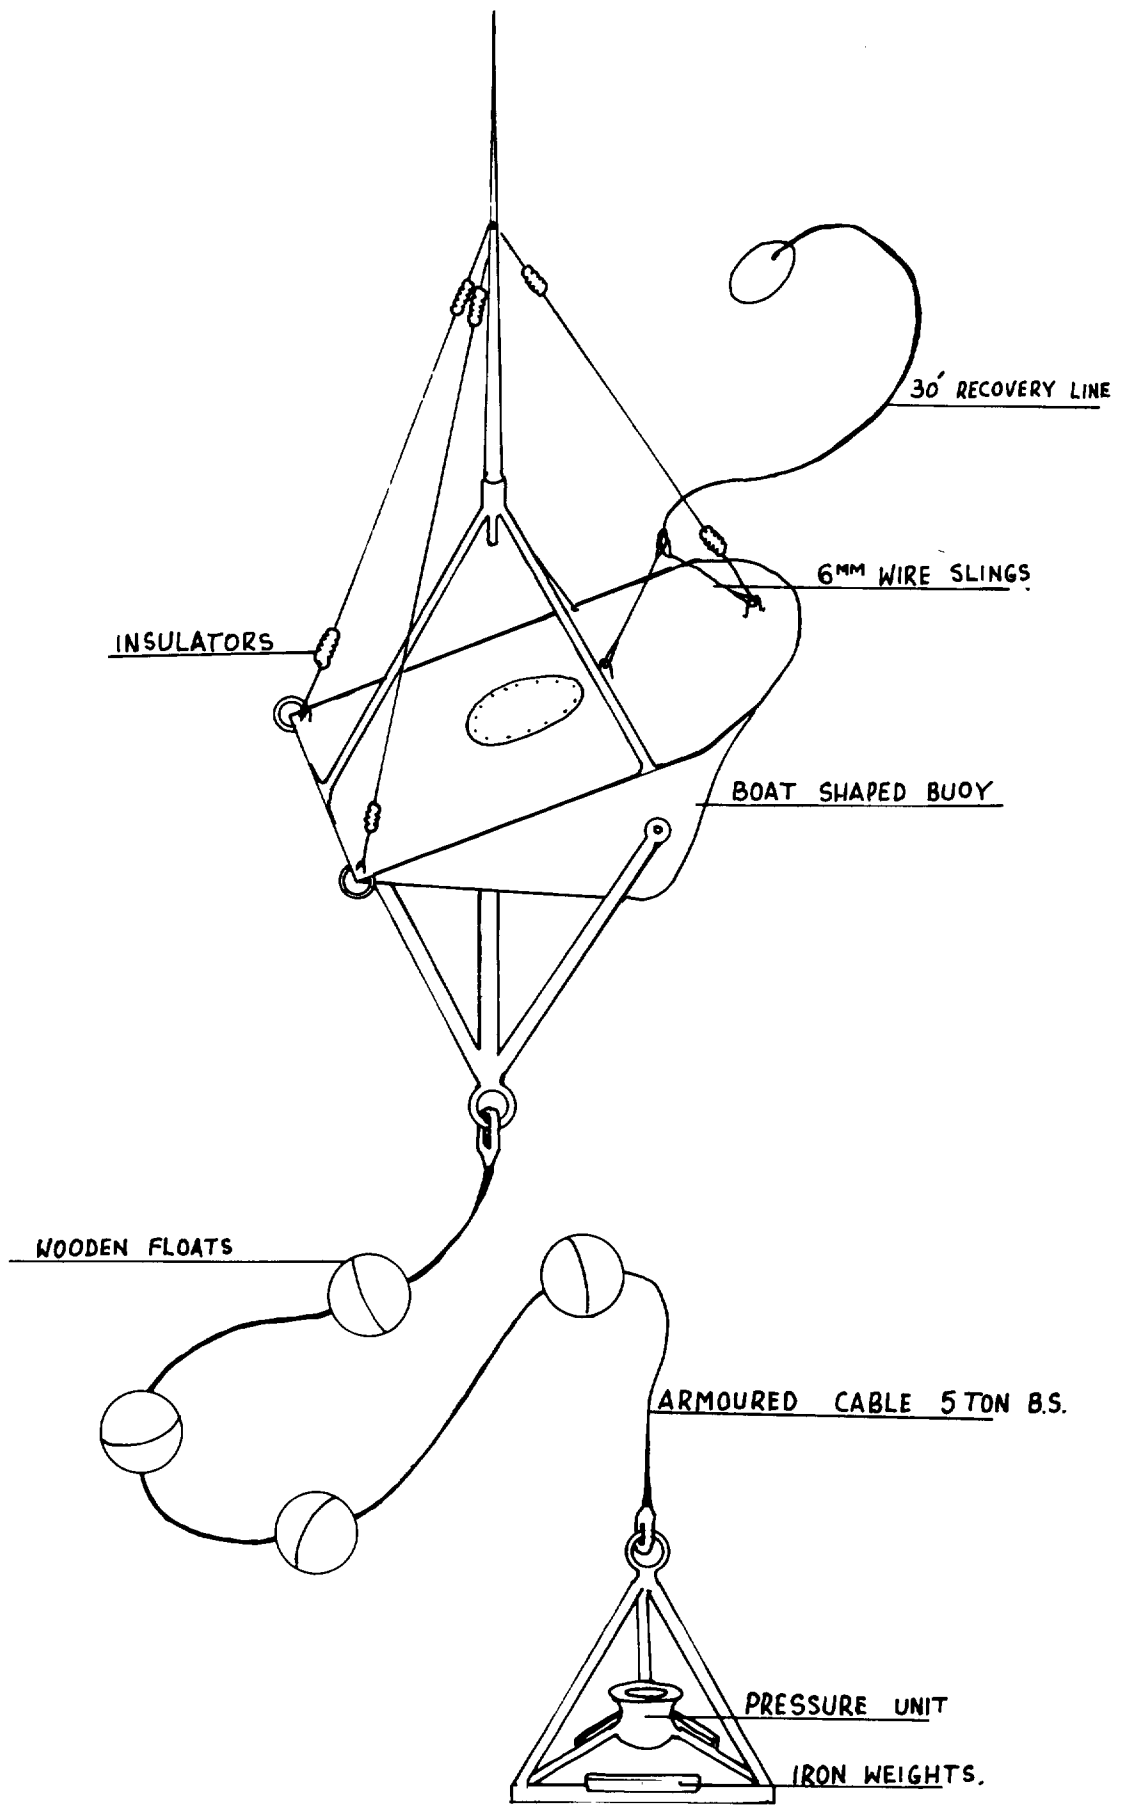 30' RECOVERY LINE
6MM WIRE SLINGS.
INSULATORS
BOAT SHAPED BUOY
WOODEN FLOATS
ARMOURED CABLE 5 TON B.S.
PRESSURE UNIT
IRON WEIGHTS.